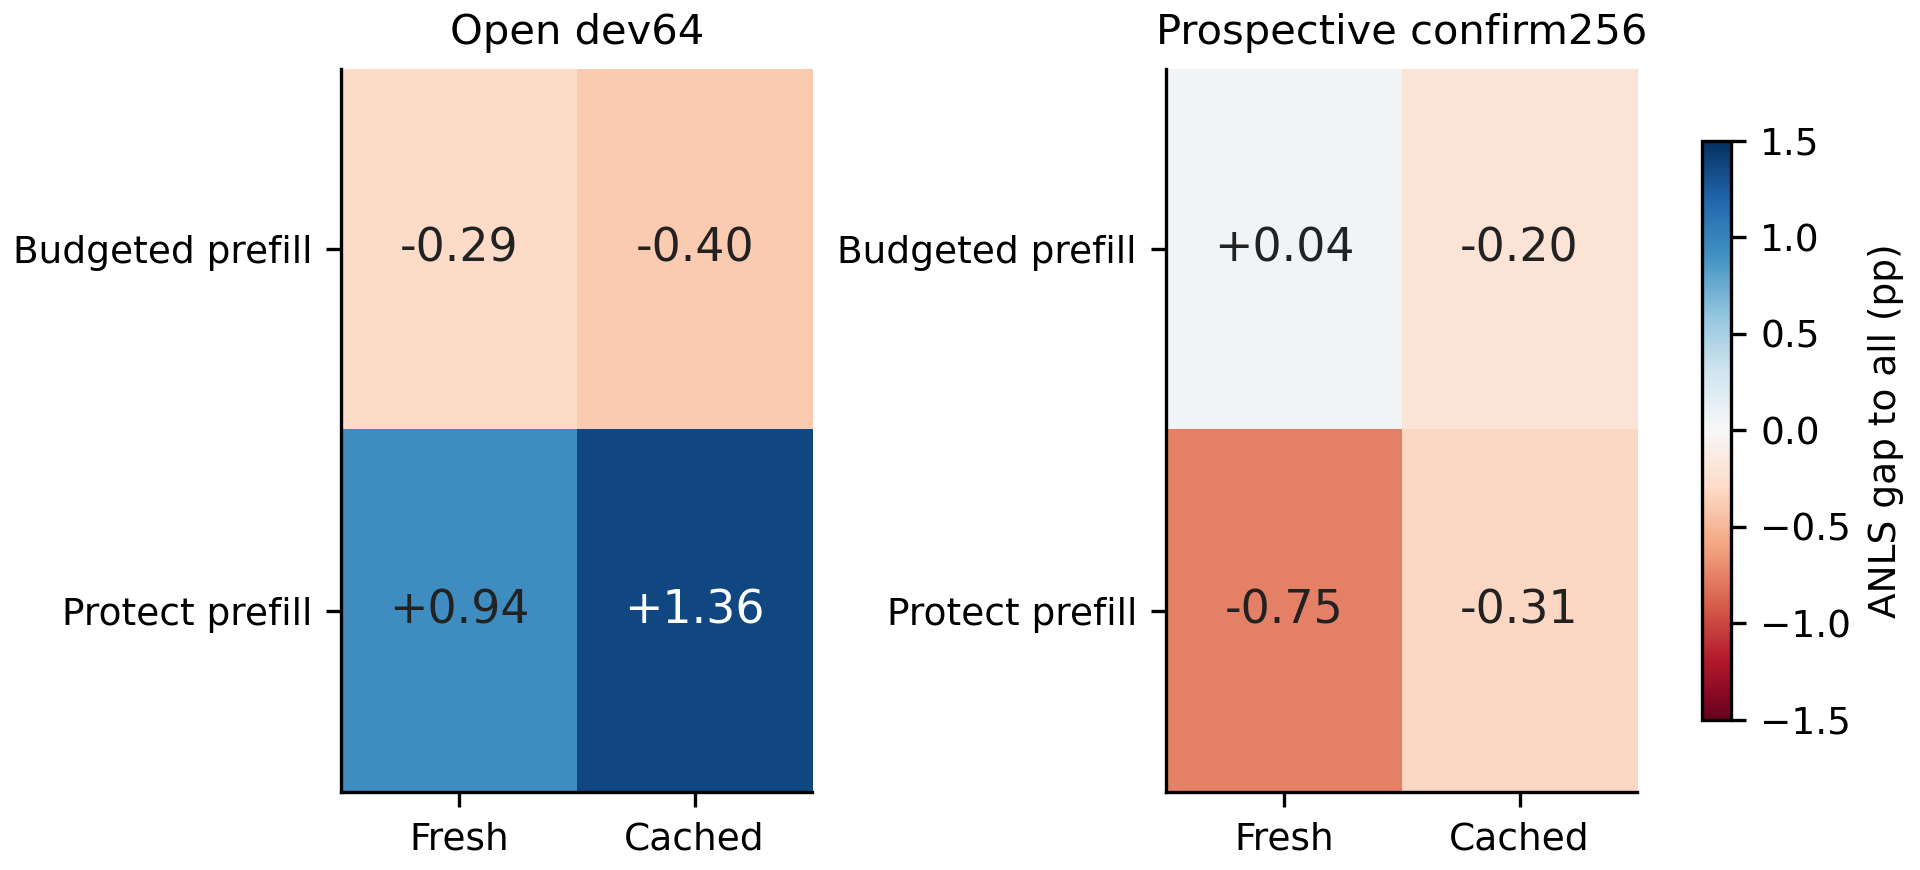 Open dev64
Prospective confirm256
Budgeted prefill
-0.29
-0.40
Protect prefill
+0.94
+1.36
Fresh
Cached
Budgeted prefill
+0.04
-0.20
Protect prefill
-0.75
-0.31
Fresh
Cached
1.5
1.0
0.5
0.0
−0.5
−1.0
−1.5
ANLS gap to all (pp)